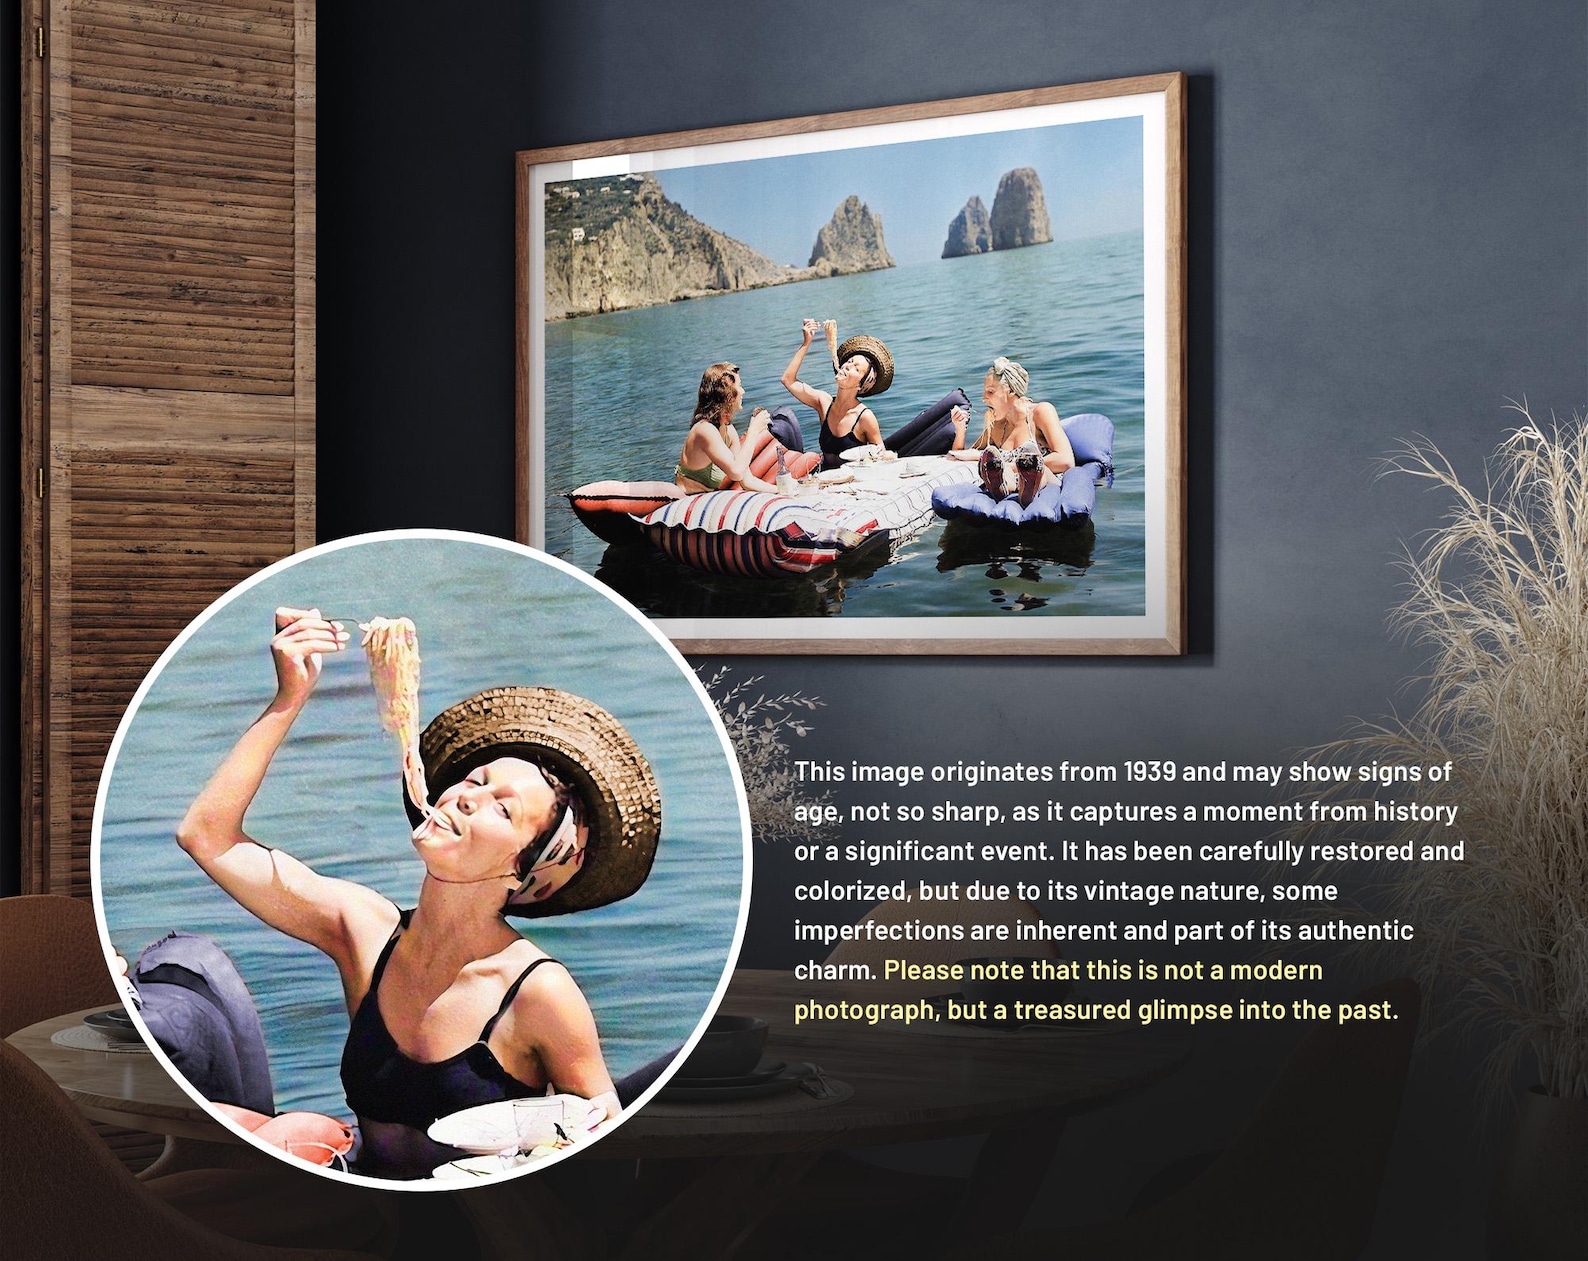 This image originates from 1939 and may show signs of
age, not so sharp, as it captures a moment from history
or a significant event. It has been carefully restored and
colorized, but due to its vintage nature, some
imperfections are inherent and part of its authentic
charm. Please note that this is not a modern
photograph, but a treasured glimpse into the past.